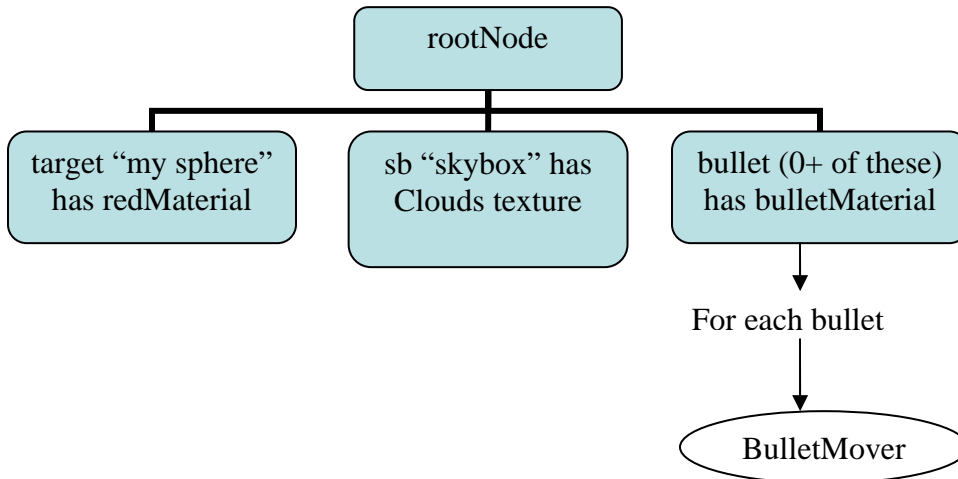 rootNode
target “my sphere”
has redMaterial
sb “skybox” has
Clouds texture
bullet (0+ of these)
has bulletMaterial
For each bullet
BulletMover